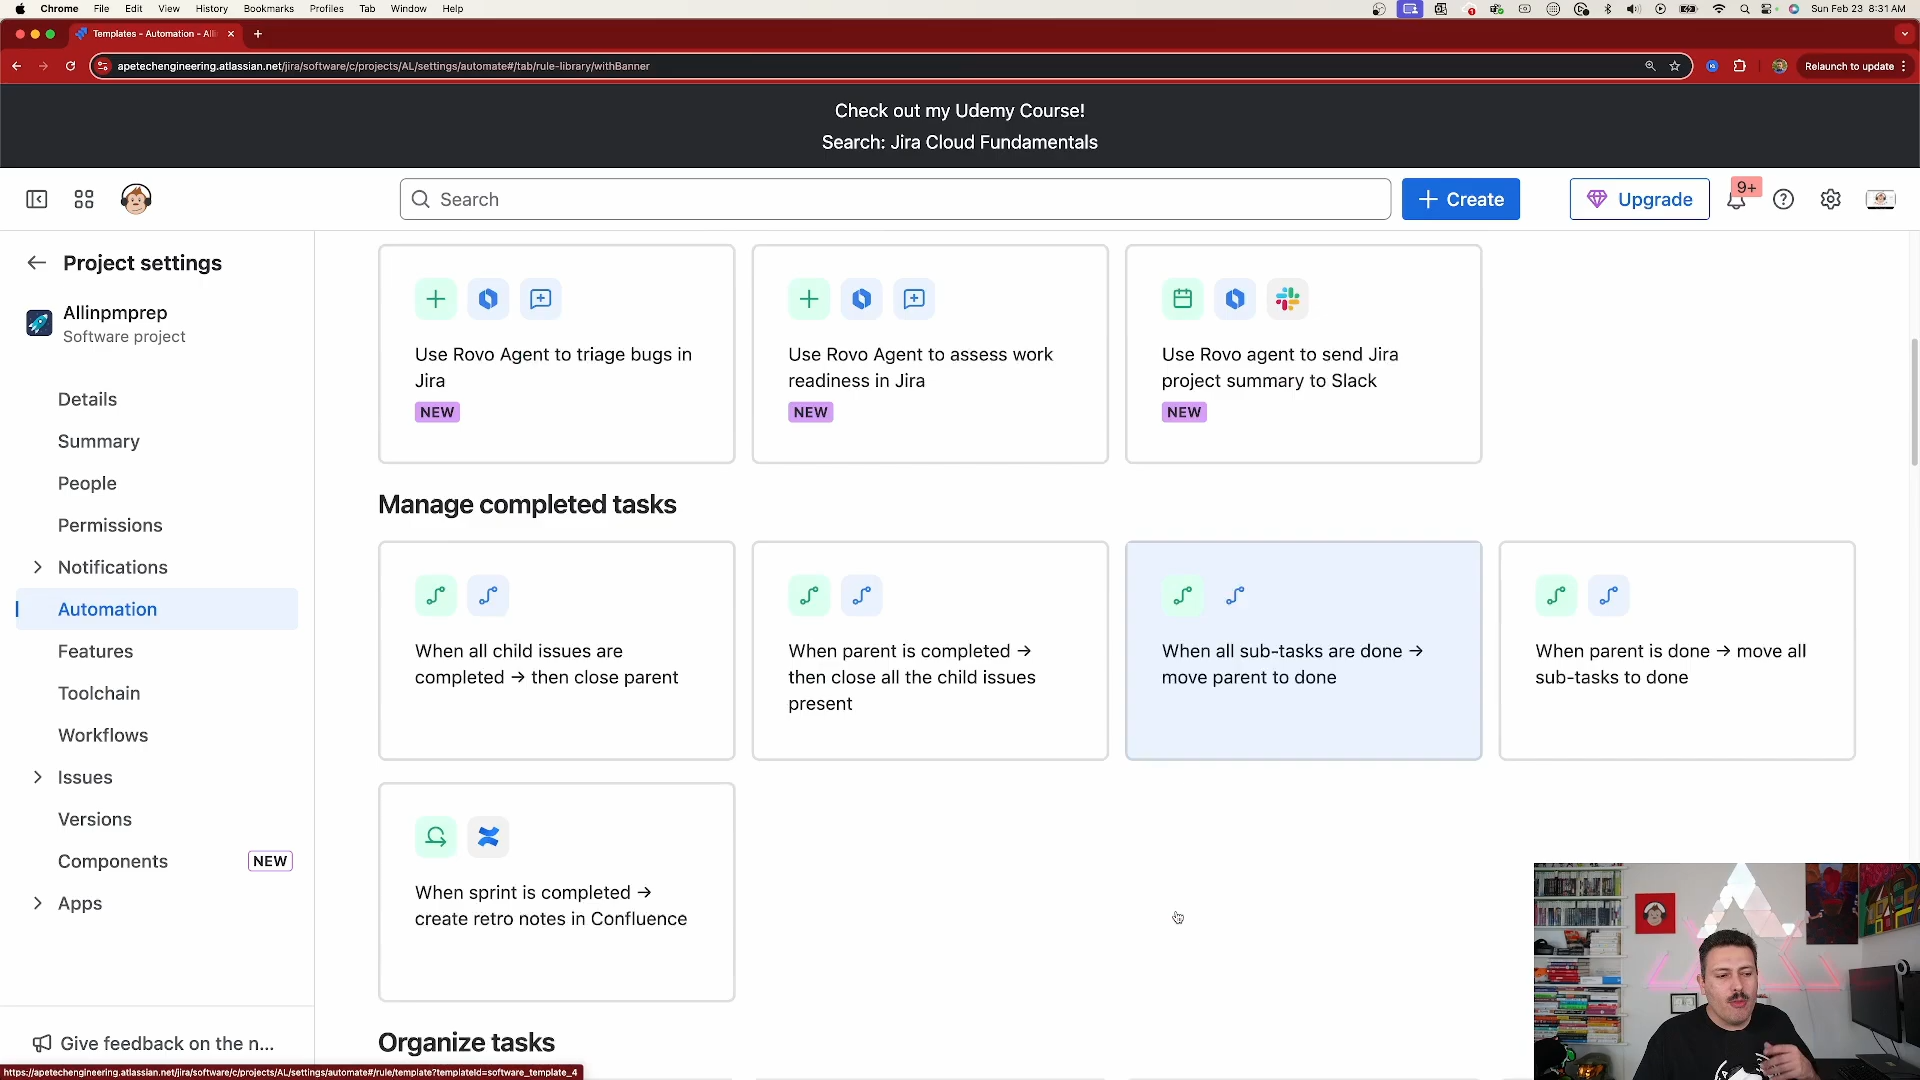 Chrome File Edit View History Bookmarks Profiles Tab Window Help
Sun Feb 23 8:31 AM
Templates - Automation - Alli
apetechengineering.atlassian.net/jira/software/c/projects/AL/settings/automate#/tab/rule-library/withBanner
Relaunch to update
Check out my Udemy Course!
Search: Jira Cloud Fundamentals
Search
Create
Upgrade
9+
Project settings
Allinpmprep
Software project
Details
Summary
People
Permissions
Notifications
Automation
Features
Toolchain
Workflows
Issues
Versions
Components NEW
Apps
Give feedback on the n...
Use Rovo Agent to triage bugs in
Jira
NEW
Use Rovo Agent to assess work
readiness in Jira
NEW
Use Rovo agent to send Jira
project summary to Slack
NEW
Manage completed tasks
When all child issues are
completed → then close parent
When parent is completed →
then close all the child issues
present
When all sub-tasks are done →
move parent to done
When parent is done → move all
sub-tasks to done
When sprint is completed →
create retro notes in Confluence
Organize tasks
https://apetechengineering.atlassian.net/jira/software/c/projects/AL/settings/automate#/rule/template?templateId=software_template_4